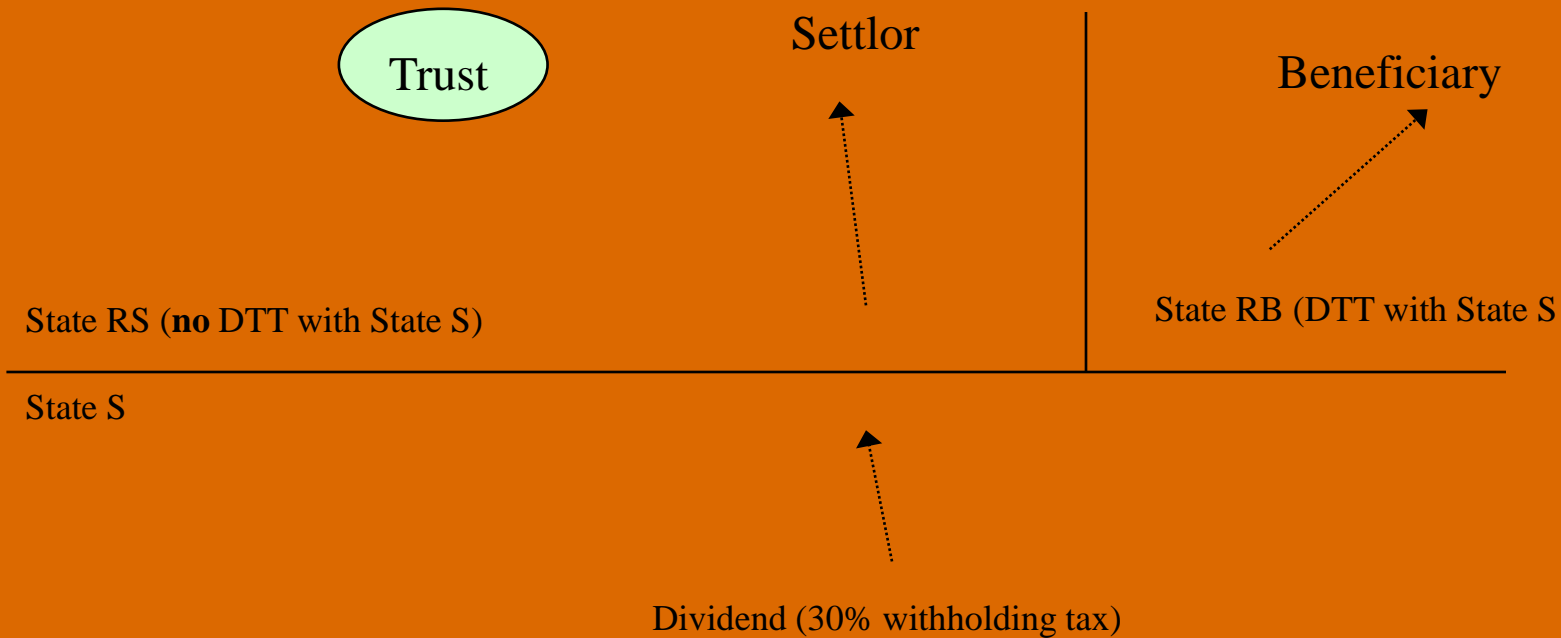 Settlor
Trust
Beneficiary
State RS (no DTT with State S)
State RB (DTT with State S
State S
Dividend (30% withholding tax)